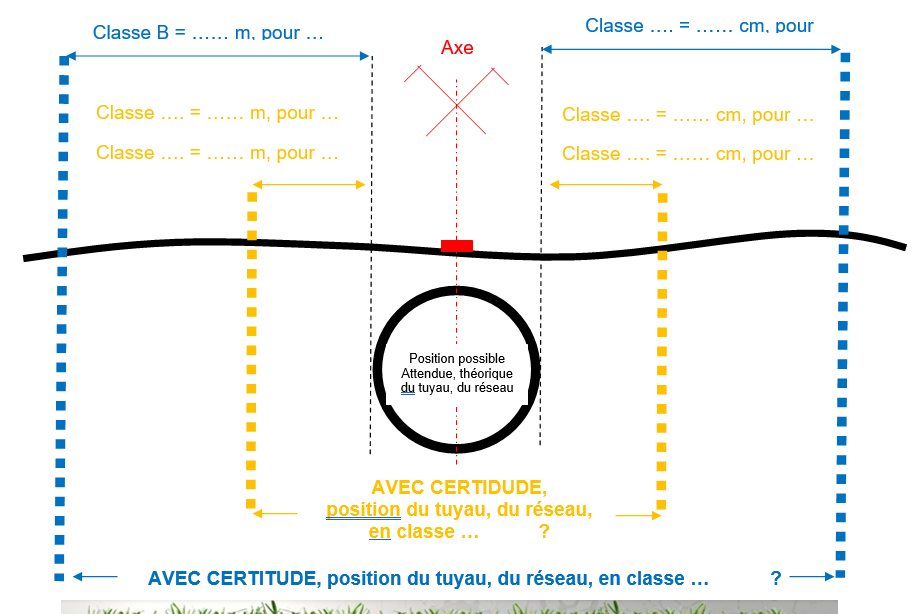 Classe B = …… m, pour …
Classe …. = …… cm, pour
Axe
Classe …. = …… m, pour …
Classe …. = …… cm, pour …
Classe …. = …… m, pour …
Classe …. = …… cm, pour …
Position possible
Attendue, théorique
du tuyau, du réseau
AVEC CERTIDUDE,
position du tuyau, du réseau,
en classe … ?
AVEC CERTITUDE, position du tuyau, du réseau, en classe … ?